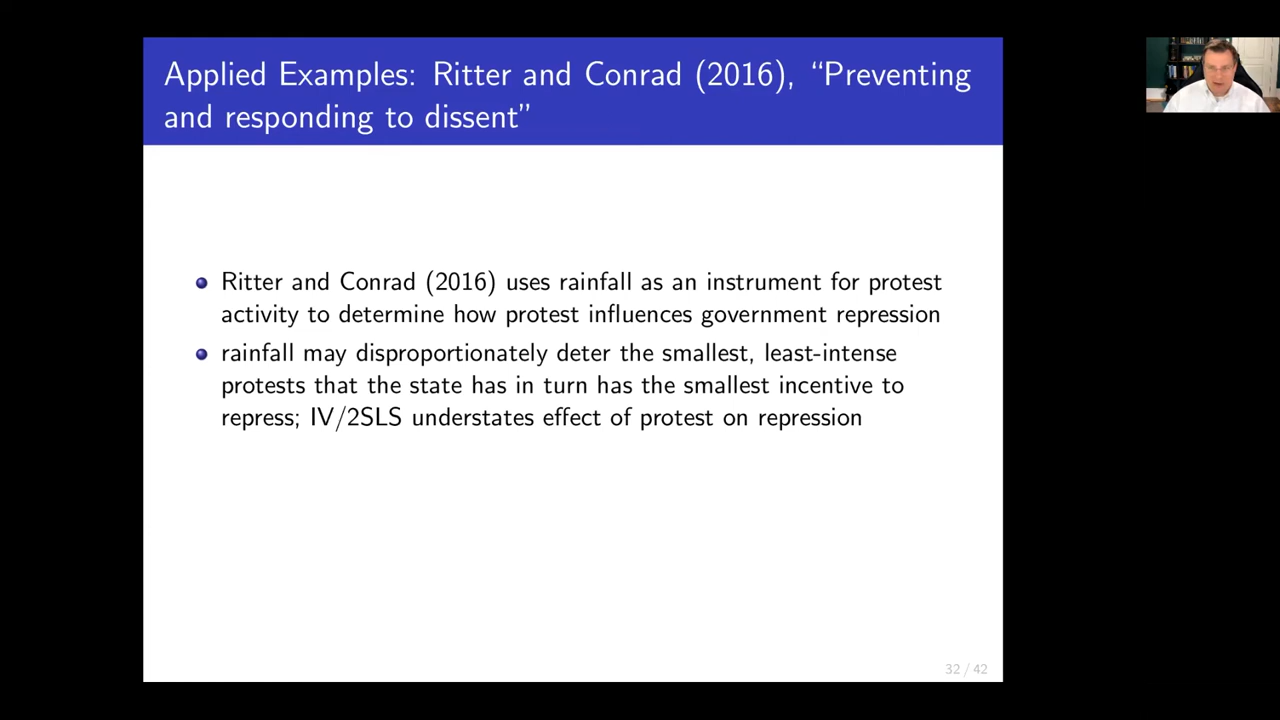 Applied Examples: Ritter and Conrad (2016), “Preventing
and responding to dissent”
Ritter and Conrad (2016) uses rainfall as an instrument for protest
activity to determine how protest influences government repression
rainfall may disproportionately deter the smallest, least-intense
protests that the state has in turn has the smallest incentive to
repress; IV/2SLS understates effect of protest on repression
32 / 42